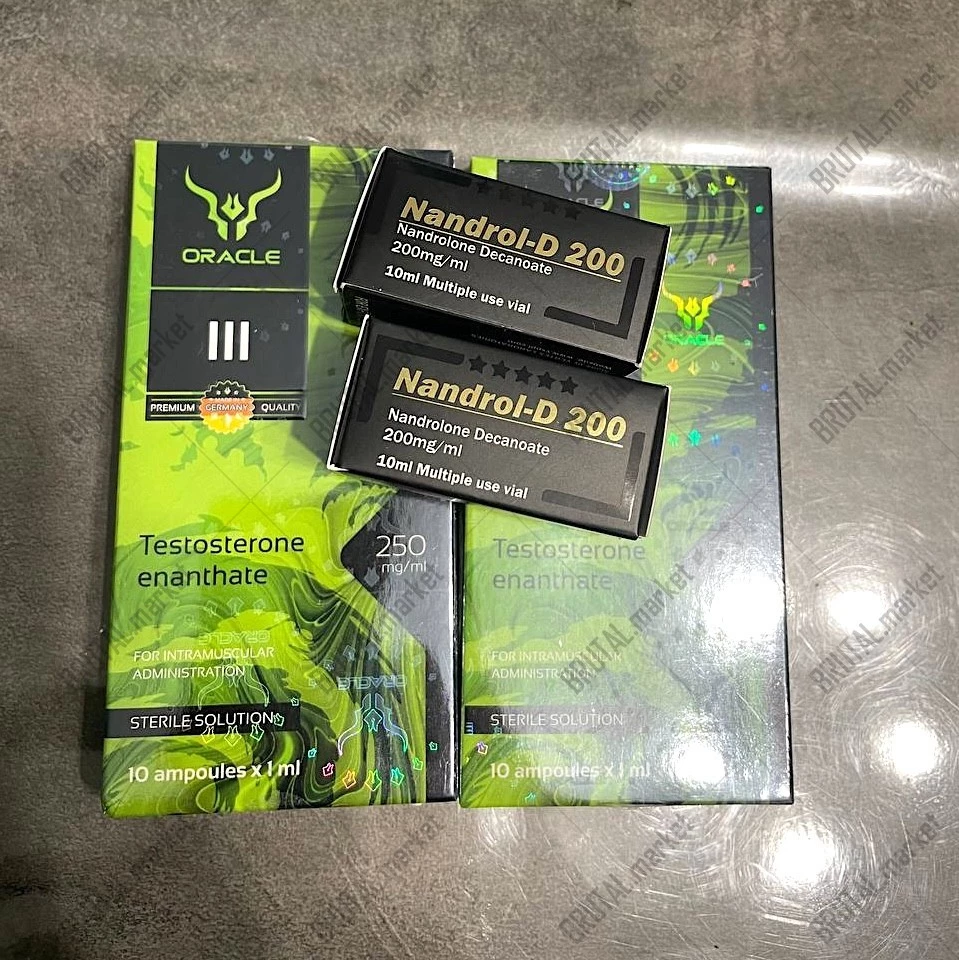 ORACLE
III
PREMIUM GERMANY QUALITY
Testosterone
enanthate
250
mg/ml
FOR INTRAMUSCULAR
ADMINISTRATION
STERILE SOLUTION
10 ampoules x 1 ml
ORACLE
ORACLE
Nandrol-D 200
Nandrolone Decanoate
200mg/ml
10ml Multiple use vial
Nandrol-D 200
Nandrolone Decanoate
200mg/ml
10ml Multiple use vial
ORACLE
Testosterone
enanthate
FOR INTRAMUSCULAR
ADMINISTRATION
STERILE SOLUTION
10 ampoules x 1 ml
BRUTAL.market